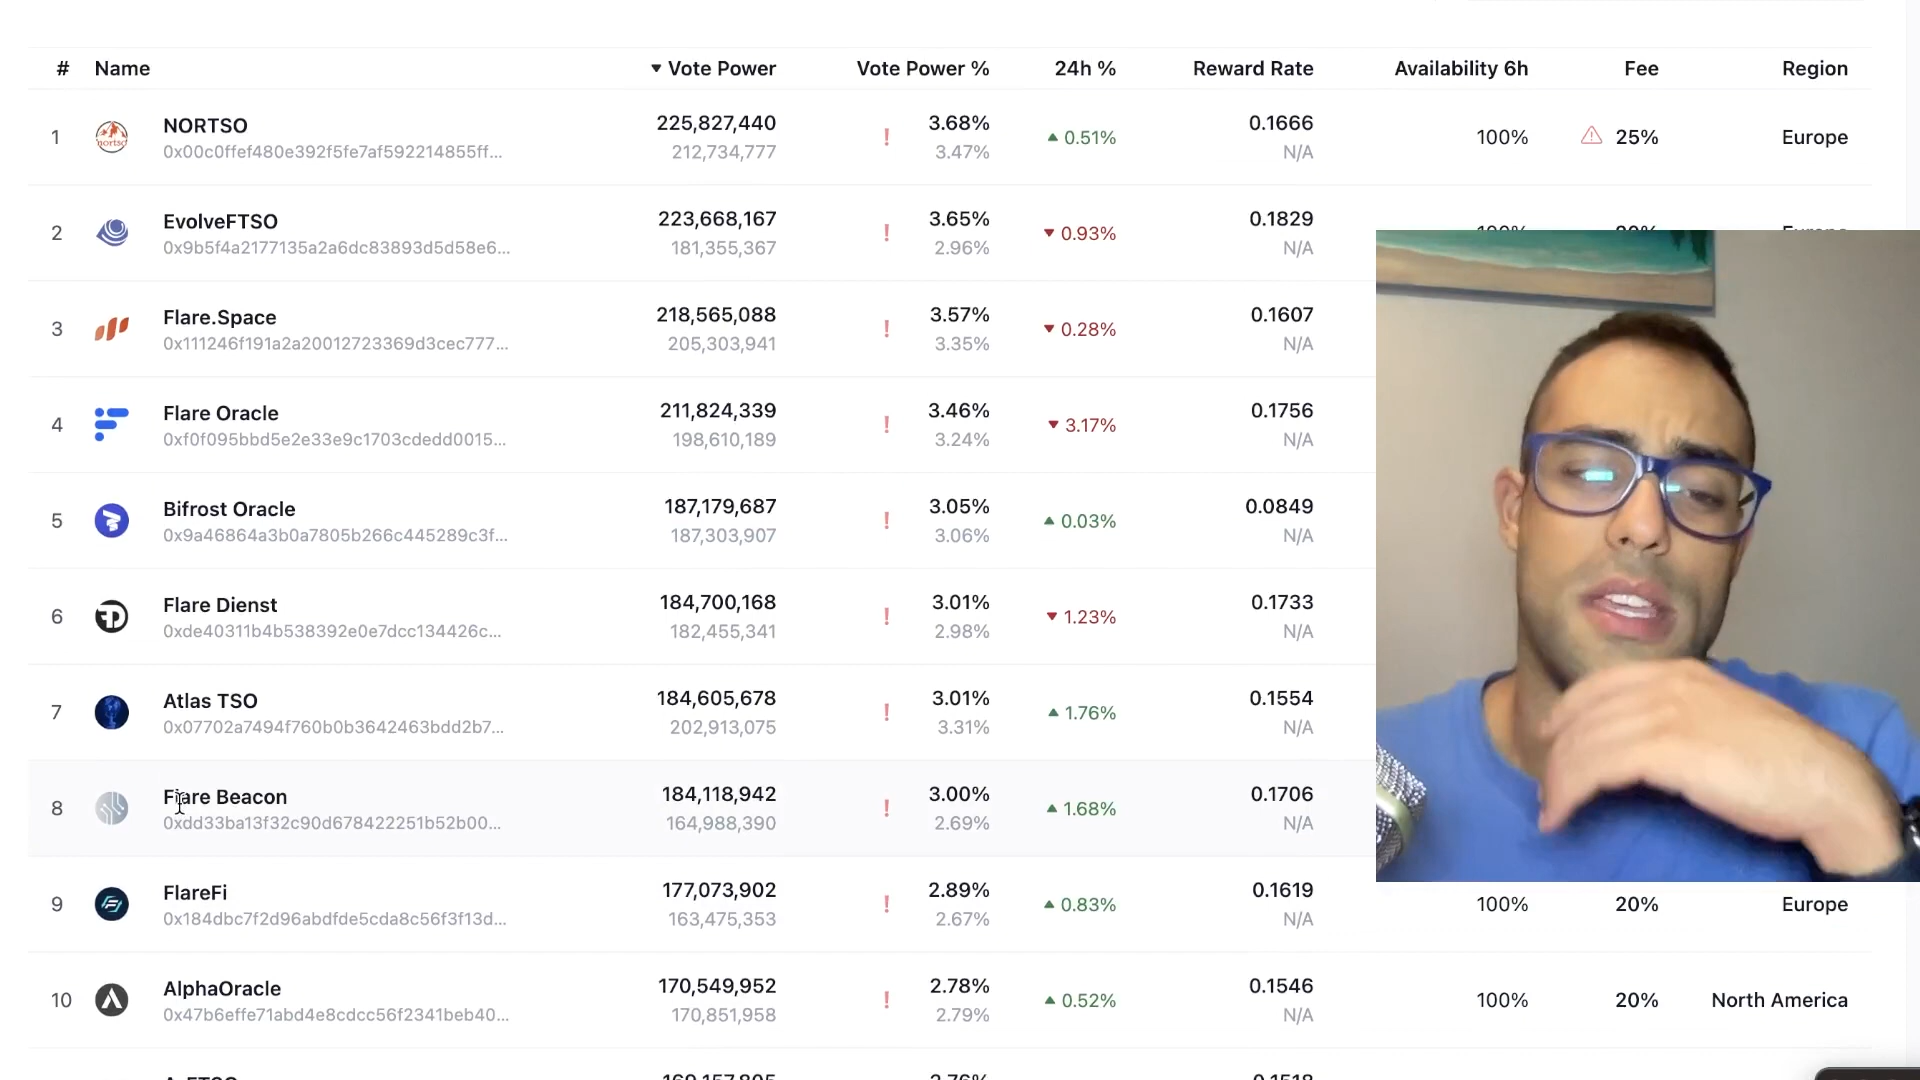 # Name Vote Power Vote Power % 24h % Reward Rate Availability 6h Fee Region
1 NORTSO 225,827,440 3.68% 0.51% 0.1666 100% 25% Europe
0x00c0ffef480e392f5fe7af592214855ff... 212,734,777 3.47% N/A
2 EvolveFTSO 223,668,167 3.65% 0.93% 0.1829
0x9b5f4a2177135a2a6dc83893d5d58e6... 181,355,367 2.96% N/A
3 Flare.Space 218,565,088 3.57% 0.28% 0.1607
0x111246f191a2a20012723369d3cec777... 205,303,941 3.35% N/A
4 Flare Oracle 211,824,339 3.46% 3.17% 0.1756
0xf0f095bbd5e2e33e9c1703cdedd0015... 198,610,189 3.24% N/A
5 Bifrost Oracle 187,179,687 3.05% 0.03% 0.0849
0x9a46864a3b0a7805b266c445289c3f... 187,303,907 3.06% N/A
6 Flare Dienst 184,700,168 3.01% 1.23% 0.1733
0xde40311b4b538392e0e7dcc134426c... 182,455,341 2.98% N/A
7 Atlas TSO 184,605,678 3.01% 1.76% 0.1554
0x07702a7494f760b0b3642463bdd2b7... 202,913,075 3.31% N/A
8 Flare Beacon 184,118,942 3.00% 1.68% 0.1706
0xdd33ba13f32c90d678422251b52b00... 164,988,390 2.69% N/A
9 FlareFi 177,073,902 2.89% 0.83% 0.1619 100% 20% Europe
0x184dbc7f2d96abdfde5cda8c56f3f13d... 163,475,353 2.67% N/A
10 AlphaOracle 170,549,952 2.78% 0.52% 0.1546 100% 20% North America
0x47b6effe71abd4e8cdcc56f2341beb40... 170,851,958 2.79% N/A